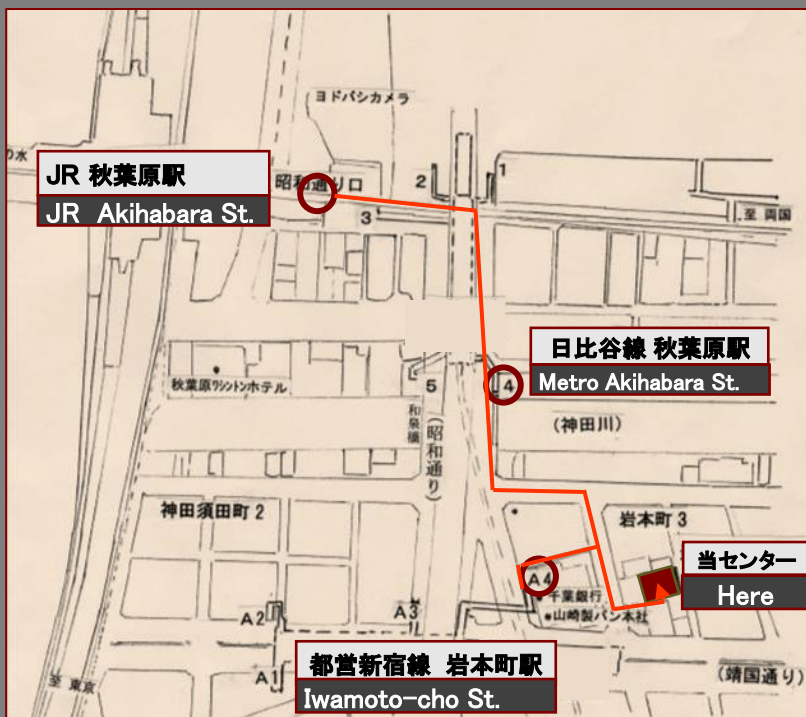 ヨドバシカメラ
の水
JR 秋葉原駅
JR Akihabara St.
昭和通り口
2
1
3
至 両国
日比谷線 秋葉原駅
Metro Akihabara St.
4
5
秋葉原ワシントンホテル
和泉橋
(昭和通り)
(神田川)
神田須田町 2
岩本町 3
当センター
Here
A4
千葉銀行
山崎製パン本社
A2
A3
A1
都営新宿線 岩本町駅
Iwamoto-cho St.
至 東京
(靖国通り)